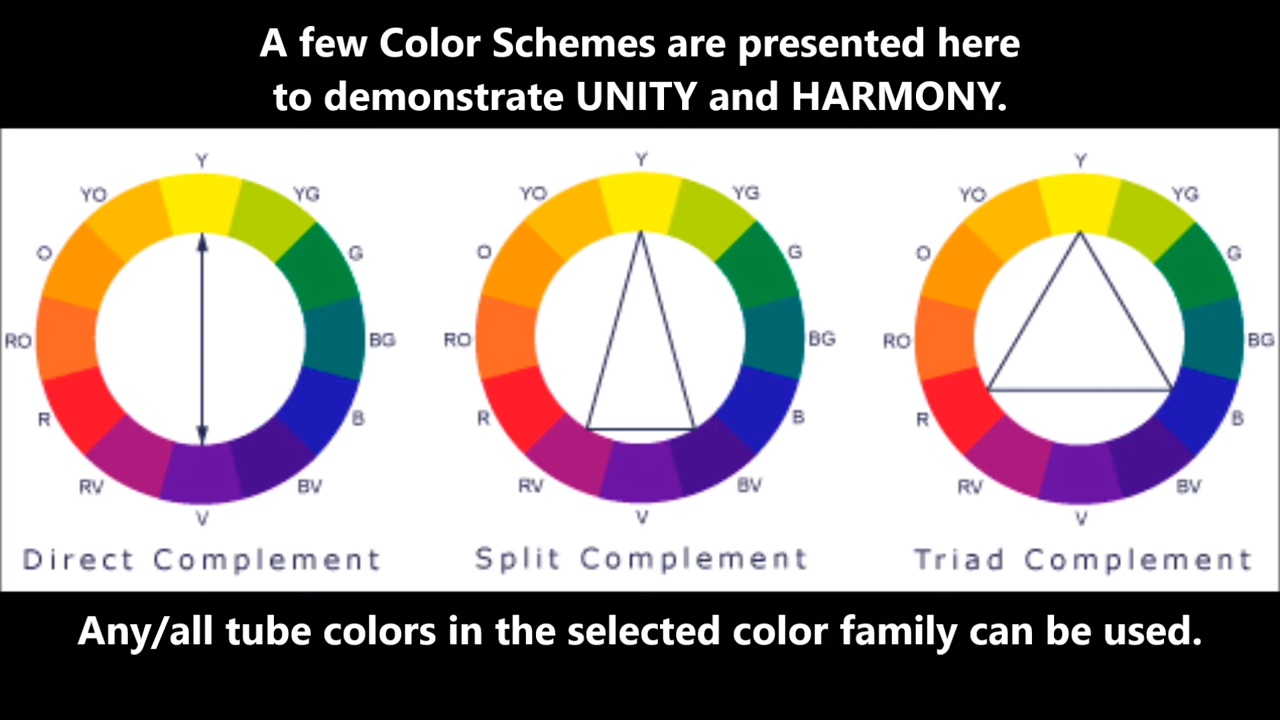 A few Color Schemes are presented here
to demonstrate UNITY and HARMONY.
Y
YO
YG
O
G
RO
BG
R
B
RV
BV
V
Direct Complement
Y
YO
YG
O
G
RO
BG
R
B
RV
BV
V
Split Complement
Y
YO
YG
O
G
RO
BG
R
B
RV
BV
V
Triad Complement
Any/all tube colors in the selected color family can be used.